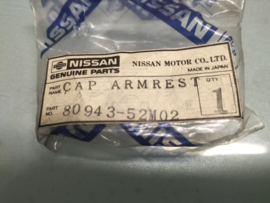 NISSAN
NISSAN
GENUINE PARTS
NISSAN MOTOR CO., LTD.
MADE IN JAPAN
PART NAME CAP ARMREST
QTY 1
PART NO. 80943-52M02